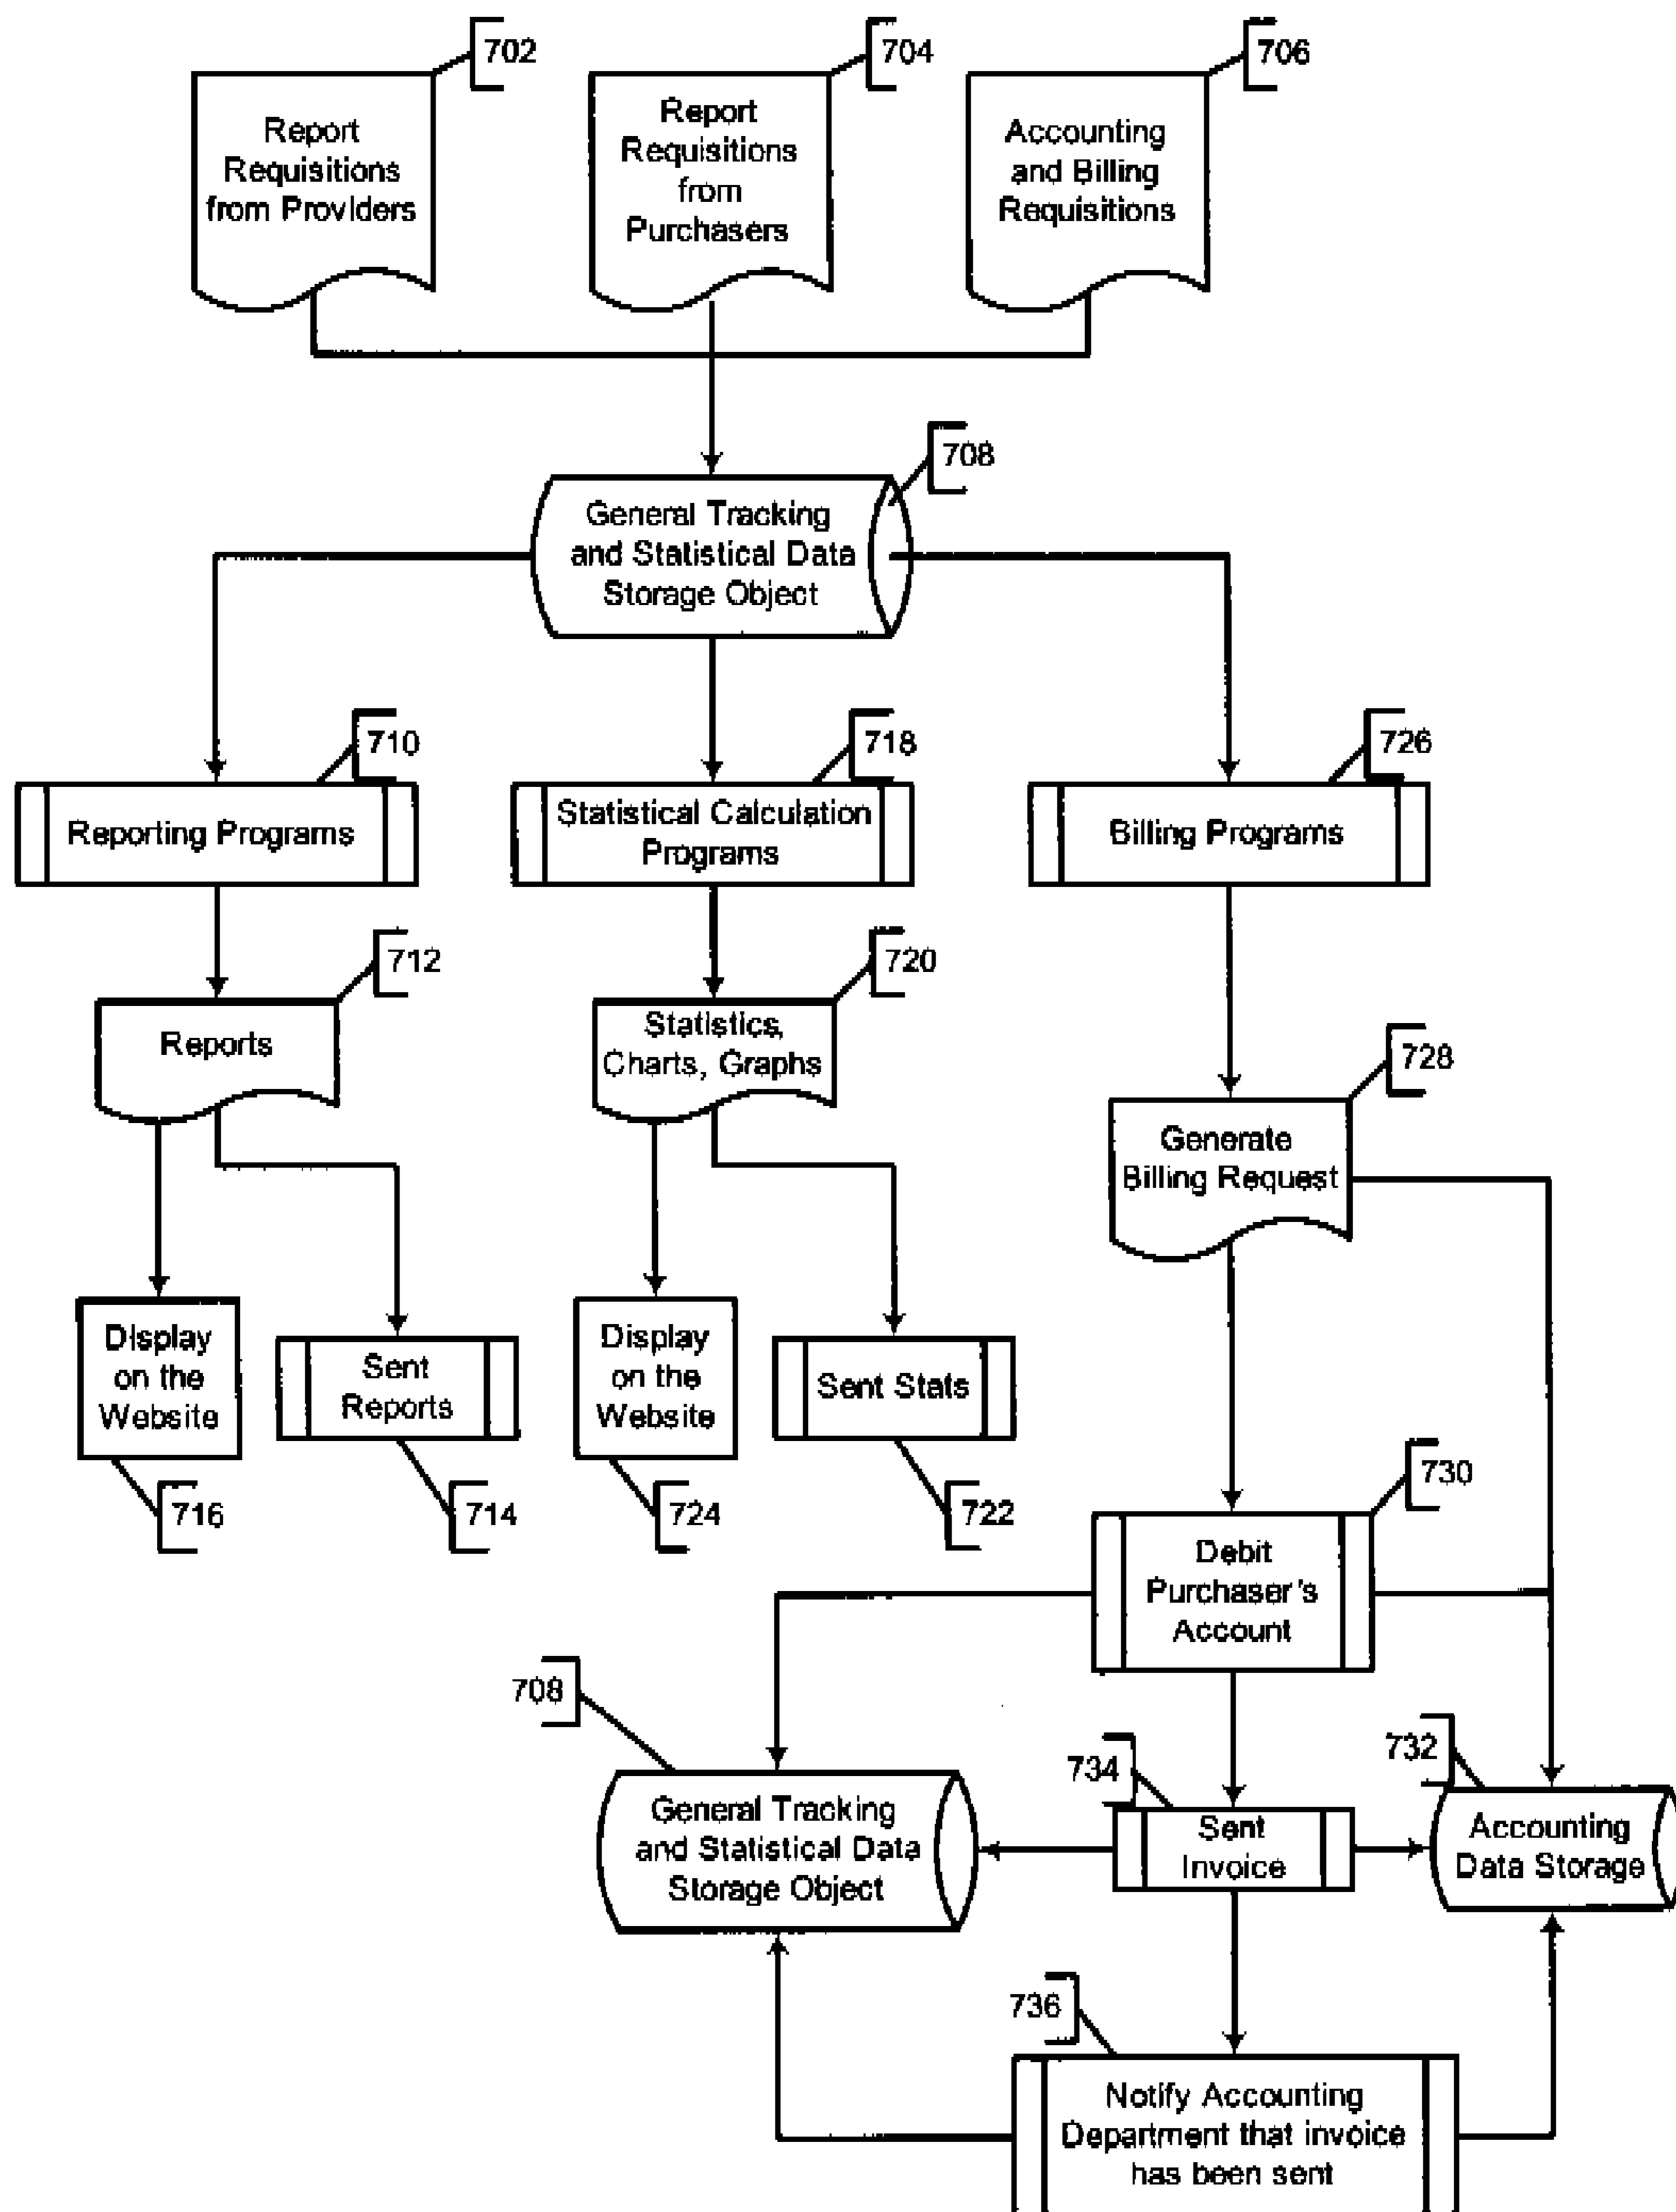 702
704
706
Report
Requisitions
from Providers
Report
Requisitions
from
Purchasers
Accounting
and Billing
Requisitions
708
General Tracking
and Statistical Data
Storage Object
710
718
726
Reporting Programs
Statistical Calculation
Programs
Billing Programs
712
720
Reports
Statistics,
Charts, Graphs
728
Generate
Billing Request
Display
on the
Website
Sent
Reports
Display
on the
Website
Sent Stats
716
714
724
722
730
Debit
Purchaser's
Account
708
734
732
General Tracking
and Statistical Data
Storage Object
Sent
Invoice
Accounting
Data Storage
736
Notify Accounting
Department that invoice
has been sent